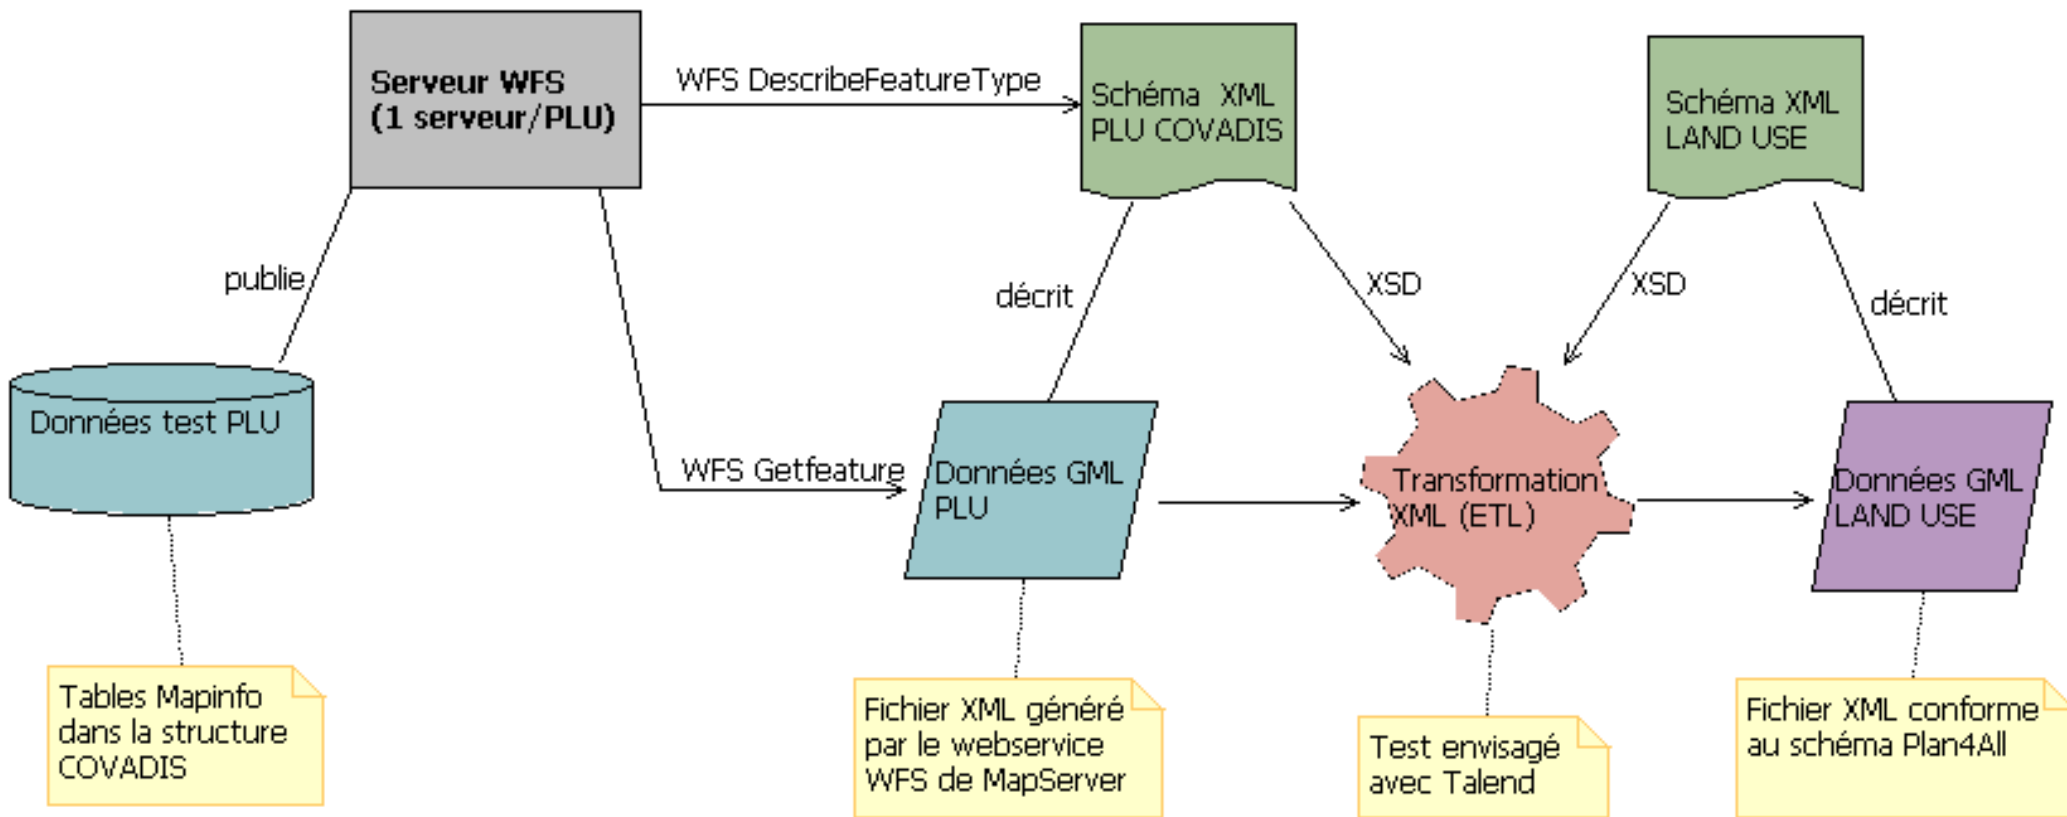 Serveur WFS
(1 serveur/PLU)
WFS DescribeFeatureType
Schéma  XML
PLU COVADIS
Schéma XML
LAND USE
publie
décrit
XSD
XSD
décrit
Données test PLU
WFS Getfeature
Données GML
PLU
Transformation
XML (ETL)
Données GML
LAND USE
Tables Mapinfo
dans la structure
COVADIS
Fichier XML généré
par le webservice
WFS de MapServer
Test envisagé
avec Talend
Fichier XML conforme
au schéma Plan4All